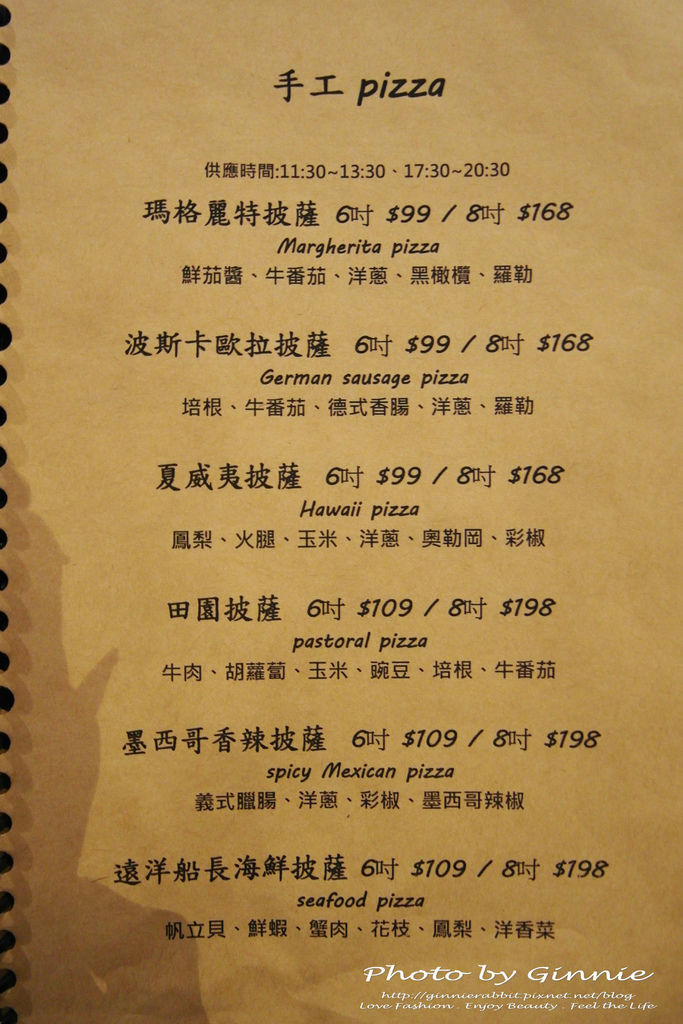 手工 pizza
供應時間:11:30~13:30、17:30~20:30
瑪格麗特披薩 6吋 $99 / 8吋 $168
Margherita pizza
鮮茄醬、牛番茄、洋蔥、黑橄欖、羅勒
波斯卡歐拉披薩 6吋 $99 / 8吋 $168
German sausage pizza
培根、牛番茄、德式香腸、洋蔥、羅勒
夏威夷披薩 6吋 $99 / 8吋 $168
Hawaii pizza
鳳梨、火腿、玉米、洋蔥、奧勒岡、彩椒
田園披薩 6吋 $109 / 8吋 $198
pastoral pizza
牛肉、胡蘿蔔、玉米、豌豆、培根、牛番茄
墨西哥香辣披薩 6吋 $109 / 8吋 $198
spicy Mexican pizza
義式臘腸、洋蔥、彩椒、墨西哥辣椒
遠洋船長海鮮披薩 6吋 $109 / 8吋 $198
seafood pizza
帆立貝、鮮蝦、蟹肉、花枝、鳳梨、洋香菜
Photo by Ginnie
http://ginnierabbit.pixnet.net/blog
Love Fashion . Enjoy Beauty . Feel the Life